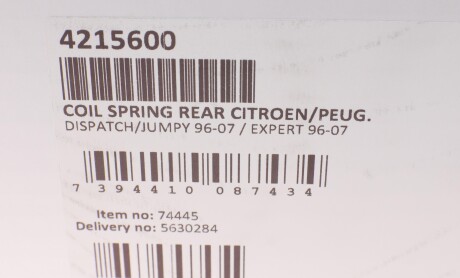 4215600
COIL SPRING REAR CITROEN/PEUG.
DISPATCH/JUMPY 96-07 / EXPERT 96-07
7 394410 087434
Item no: 74445
Delivery no: 5630284